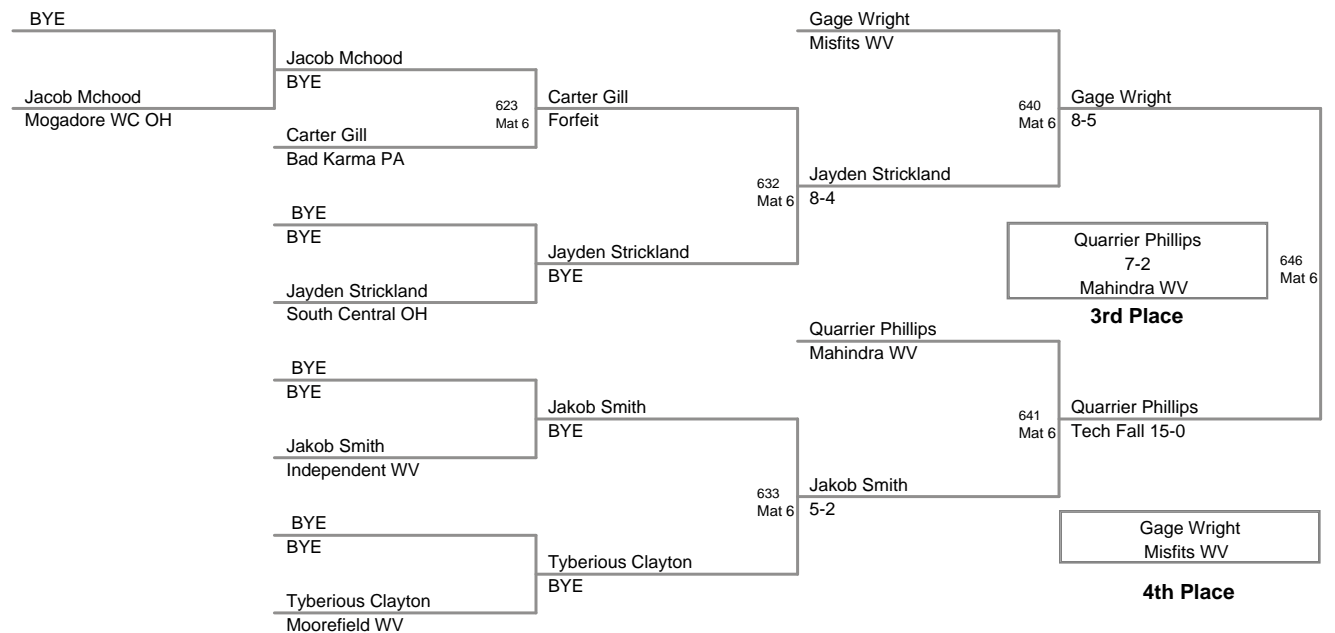 BYE
Jacob Mchood
Mogadore WC OH
Jacob Mchood
BYE
Carter Gill
Bad Karma PA
BYE
BYE
Jayden Strickland
South Central OH
BYE
BYE
Jakob Smith
Independent WV
BYE
BYE
Tyberious Clayton
Moorefield WV
623
Mat 6
Carter Gill
Forfeit
Jayden Strickland
BYE
Jakob Smith
BYE
Tyberious Clayton
BYE
632
Mat 6
633
Mat 6
Gage Wright
Misfits WV
Jayden Strickland
8-4
Quarrier Phillips
Mahindra WV
Jakob Smith
5-2
640
Mat 6
641
Mat 6
Gage Wright
8-5
Quarrier Phillips
Tech Fall 15-0
646
Mat 6
Quarrier Phillips
7-2
Mahindra WV
3rd Place
Gage Wright
Misfits WV
4th Place